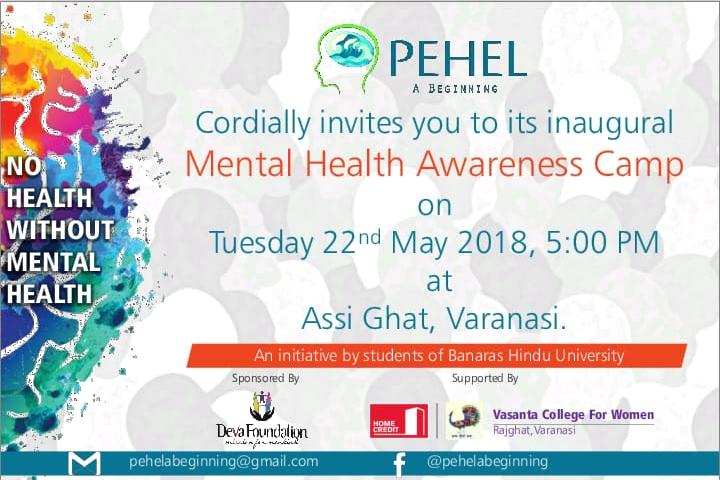 PEHEL
A BEGINNING
Cordially invites you to its inaugural
Mental Health Awareness Camp
on
Tuesday 22nd May 2018, 5:00 PM
at
Assi Ghat, Varanasi.
NO
HEALTH
WITHOUT
MENTAL
HEALTH
An initiative by students of Banaras Hindu University
Sponsored By
Deva Foundation
Supported By
HOME
CREDIT
Vasanta College For Women
Rajghat, Varanasi
pehelabeginning@gmail.com
@pehelabeginning